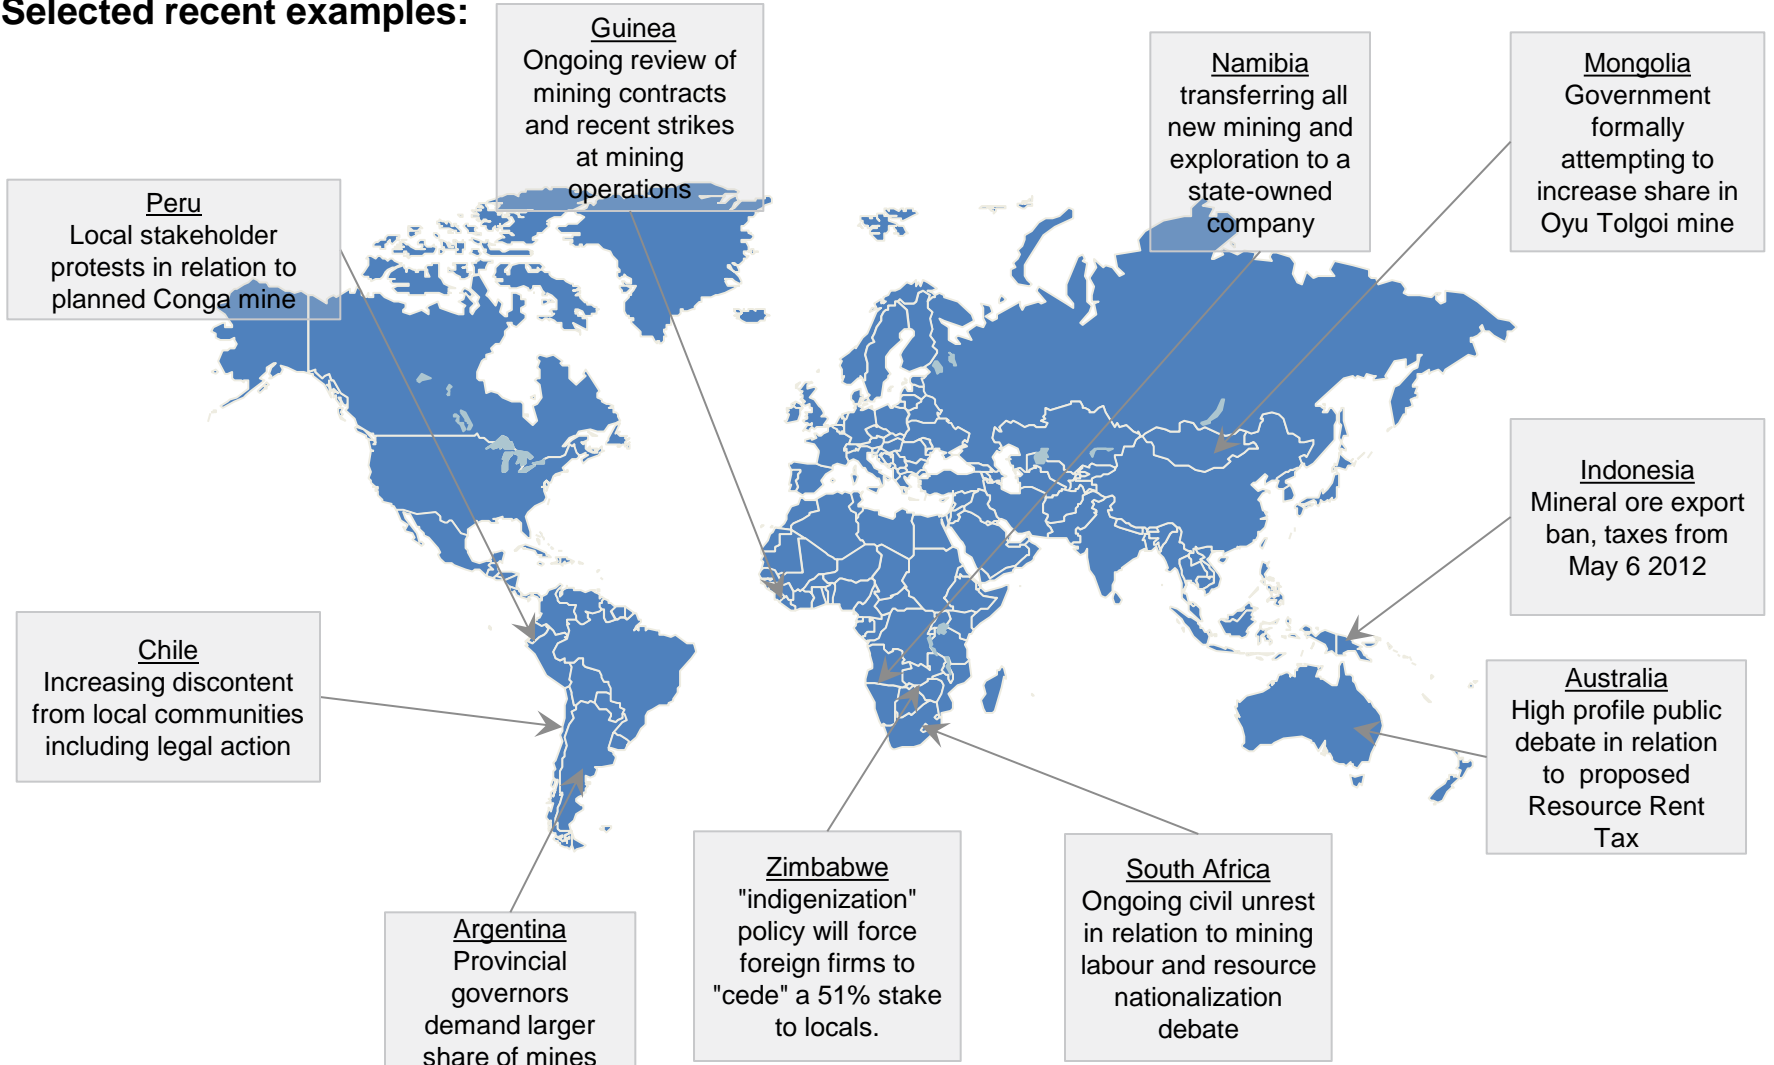 Selected recent examples:
Guinea
Ongoing review of
mining contracts
and recent strikes
at mining
operations
Namibia
transferring all
new mining and
exploration to a
state-owned
company
Mongolia
Government
formally
attempting to
increase share in
Oyu Tolgoi mine
Peru
Local stakeholder
protests in relation to
planned Conga mine
Indonesia
Mineral ore export
ban, taxes from
May 6 2012
Chile
Increasing discontent
from local communities
including legal action
Australia
High profile public
debate in relation
to proposed
Resource Rent
Tax
Argentina
Provincial
governors
demand larger
share of mines
Zimbabwe
"indigenization"
policy will force
foreign firms to
"cede" a 51% stake
to locals.
South Africa
Ongoing civil unrest
in relation to mining
labour and resource
nationalization
debate